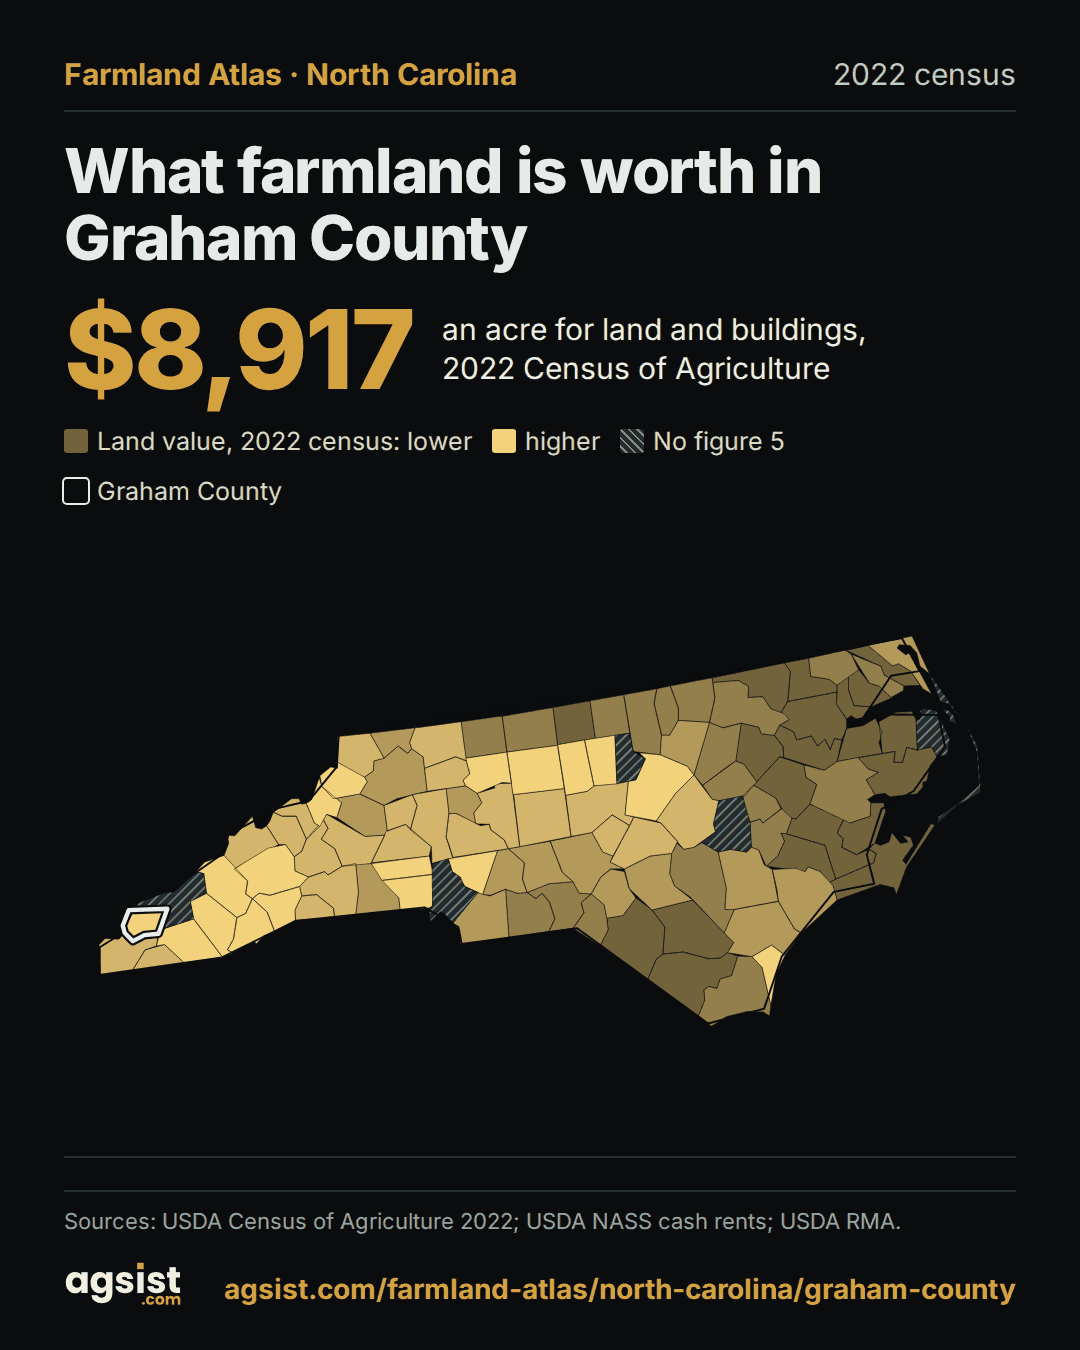 Farmland Atlas · North Carolina
2022 census
What farmland is worth in
Graham County
$8,917
an acre for land and buildings,
2022 Census of Agriculture
Land value, 2022 census: lower
higher
No figure 5
Graham County
Sources: USDA Census of Agriculture 2022; USDA NASS cash rents; USDA RMA.
agsist
.com
agsist.com/farmland-atlas/north-carolina/graham-county